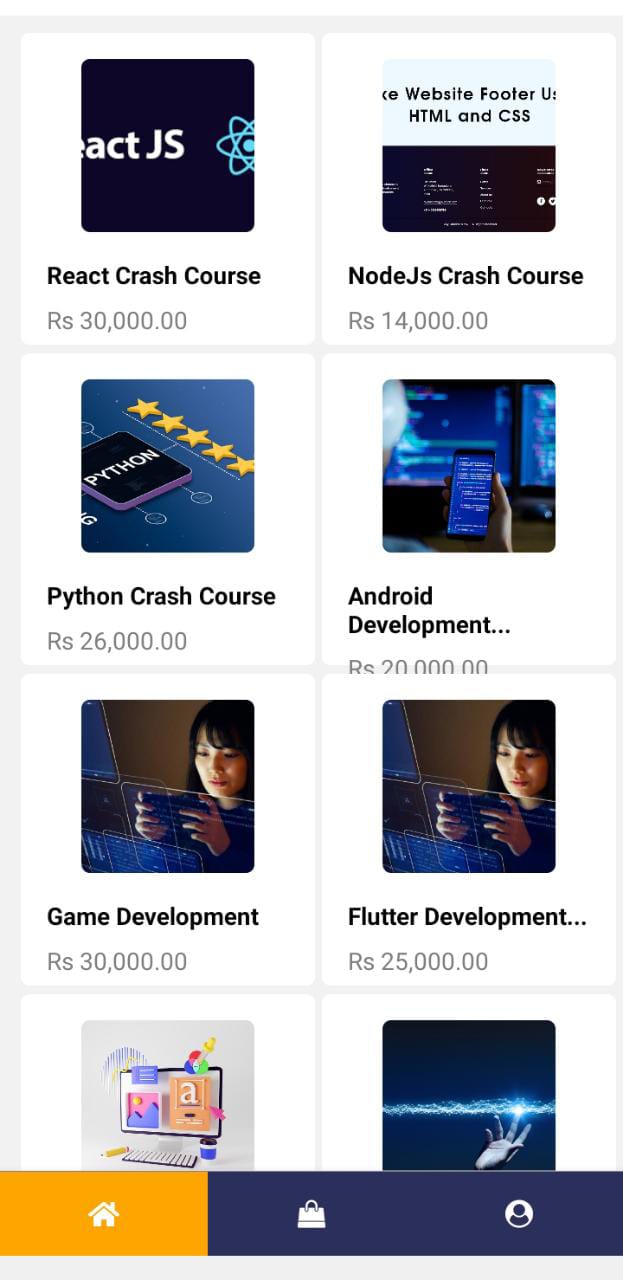 eact JS
ke Website Footer Us
HTML and CSS
React Crash Course
NodeJs Crash Course
Rs 30,000.00
Rs 14,000.00
PYTHON
Python Crash Course
Android
Development...
Rs 26,000.00
Rs 20,000.00
Game Development
Flutter Development...
Rs 30,000.00
Rs 25,000.00
a